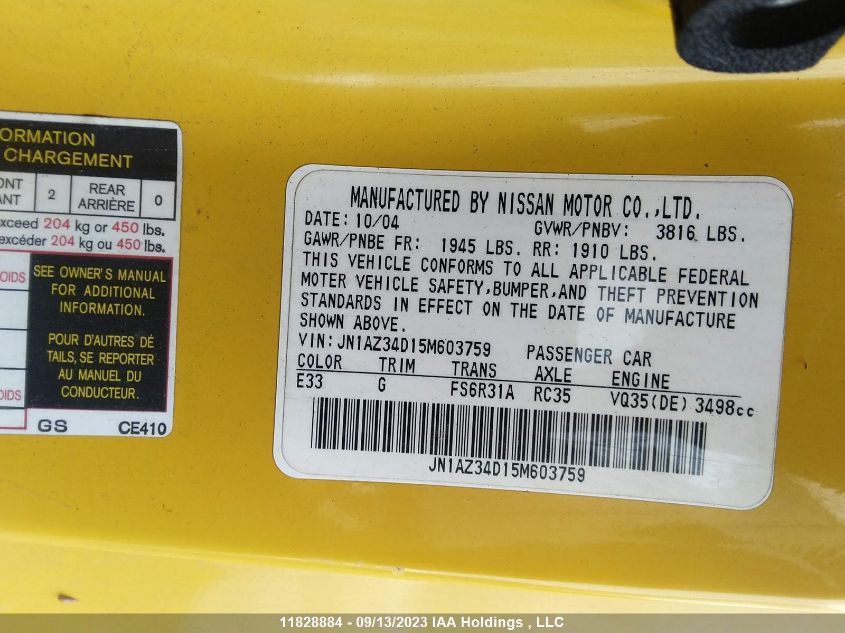 ORMATION
CHARGEMENT
ONT 2 REAR 0
ANT ARRIÈRE
exceed 204 kg or 450 lbs.
excéder 204 kg ou 450 lbs.
OIDS
SEE OWNER'S MANUAL
FOR ADDITIONAL
INFORMATION.
POUR D'AUTRES DÉ
TAILS, SE REPORTER
AU MANUEL DU
CONDUCTEUR.
OIDS
GS CE410
MANUFACTURED BY NISSAN MOTOR CO.,LTD.
DATE: 10/04 GVWR/PNBV: 3816 LBS.
GAWR/PNBE FR: 1945 LBS. RR: 1910 LBS.
THIS VEHICLE CONFORMS TO ALL APPLICABLE FEDERAL
MOTER VEHICLE SAFETY,BUMPER,AND THEFT PREVENTION
STANDARDS IN EFFECT ON THE DATE OF MANUFACTURE
SHOWN ABOVE.
VIN: JN1AZ34D15M603759 PASSENGER CAR
COLOR TRIM TRANS AXLE ENGINE
E33 G FS6R31A RC35 VQ35(DE) 3498cc
JN1AZ34D15M603759
11828884 - 09/13/2023 IAA Holdings , LLC